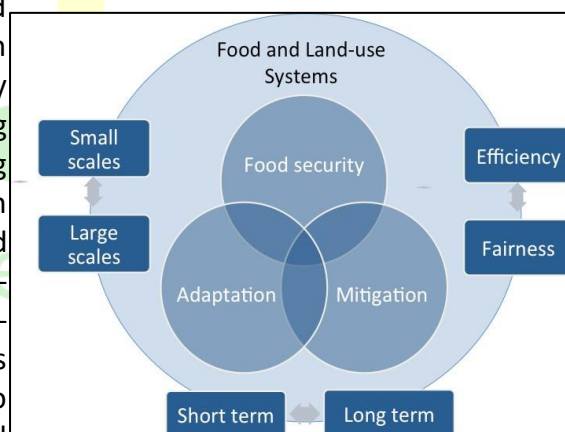 Food and Land-use
Systems
Small
scales
Food security
Efficiency
Large
scales
Fairness
Adaptation
Mitigation
Short term
Long term